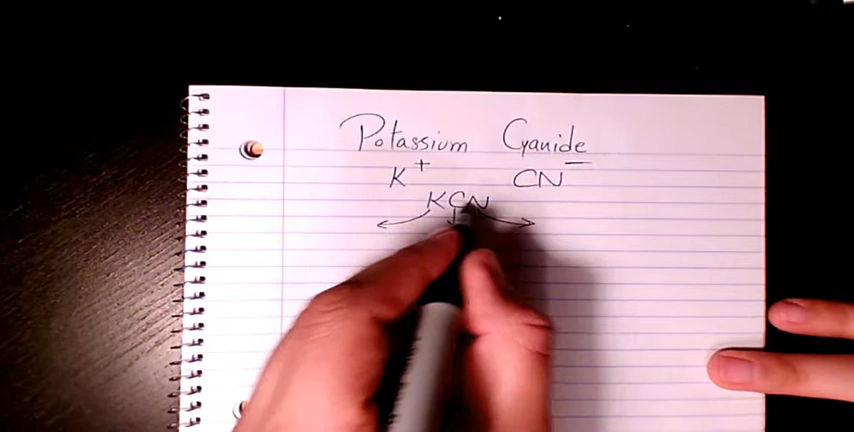 Potassium Cyanide
K+ CN−
KCN